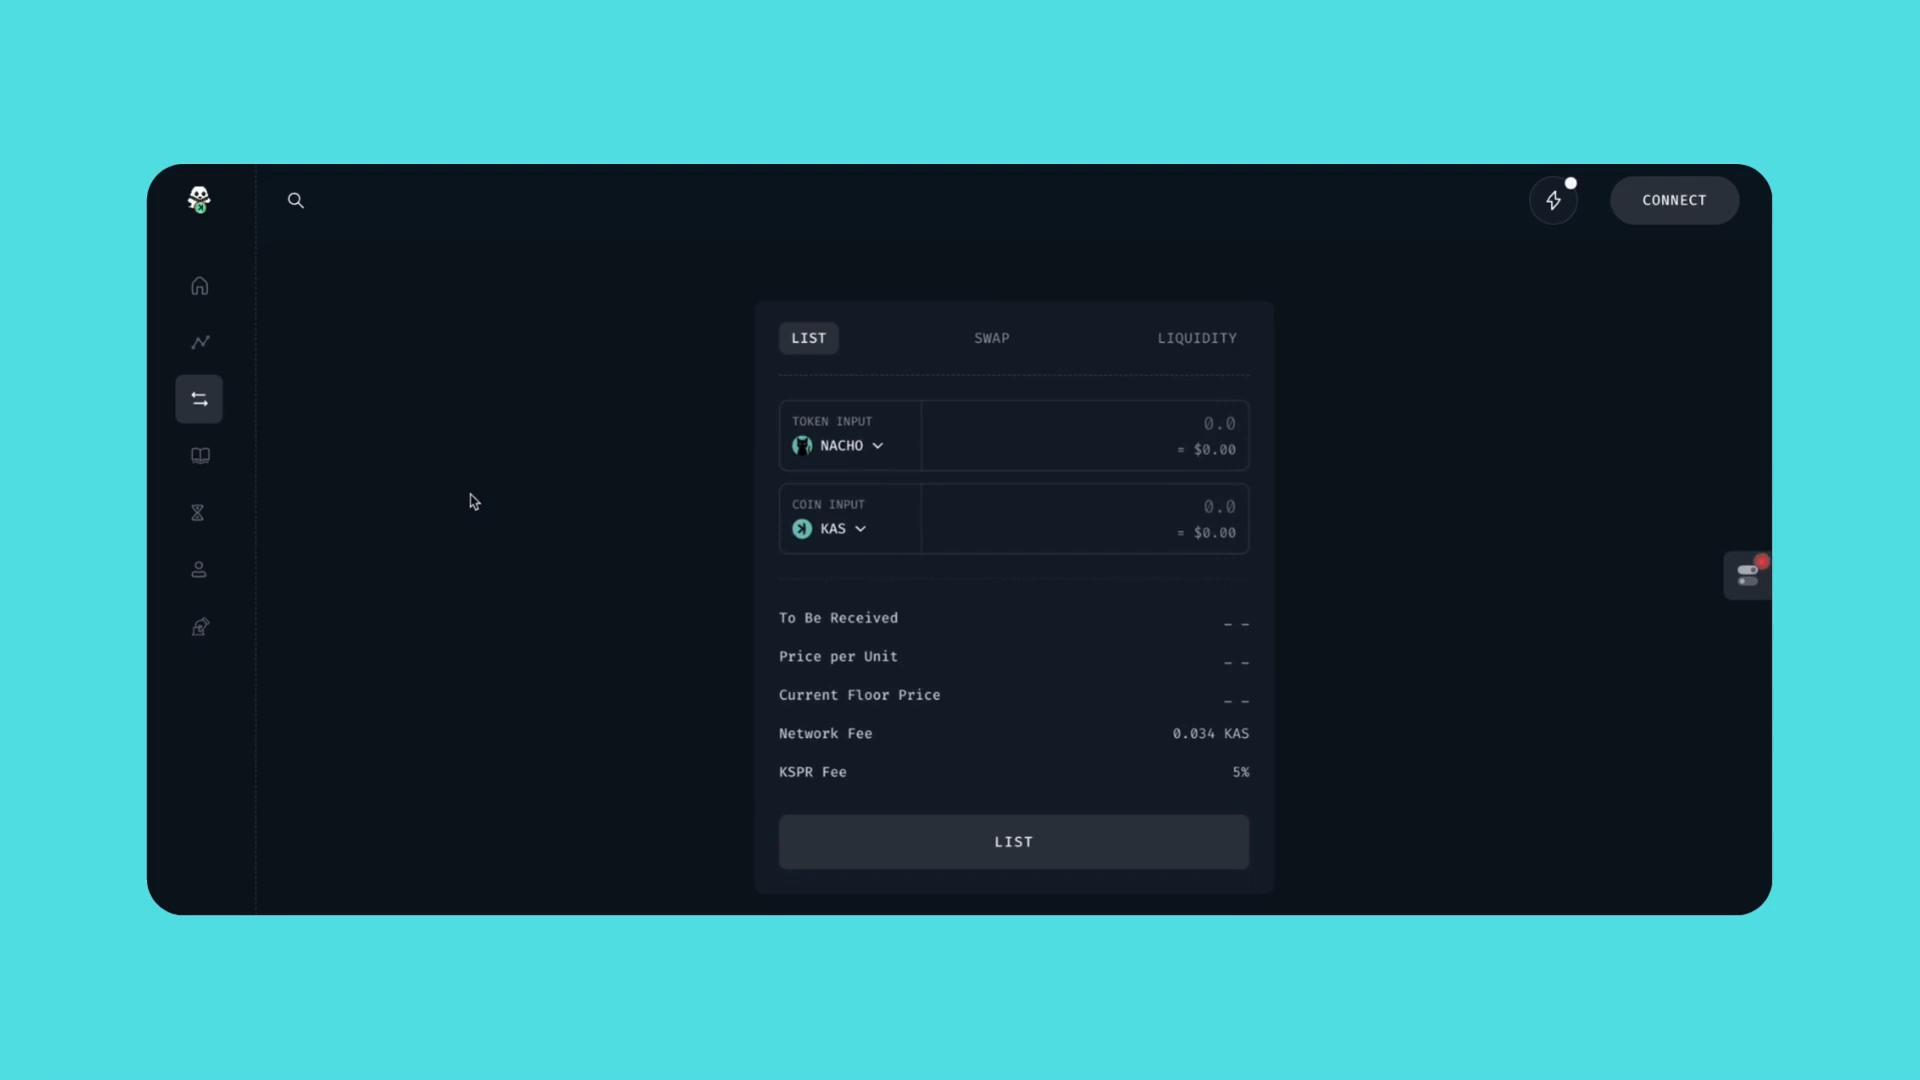 CONNECT
LIST SWAP LIQUIDITY
TOKEN INPUT
NACHO
0.0
= $0.00
COIN INPUT
KAS
0.0
= $0.00
To Be Received _ _
Price per Unit _ _
Current Floor Price _ _
Network Fee 0.034 KAS
KSPR Fee 5%
LIST